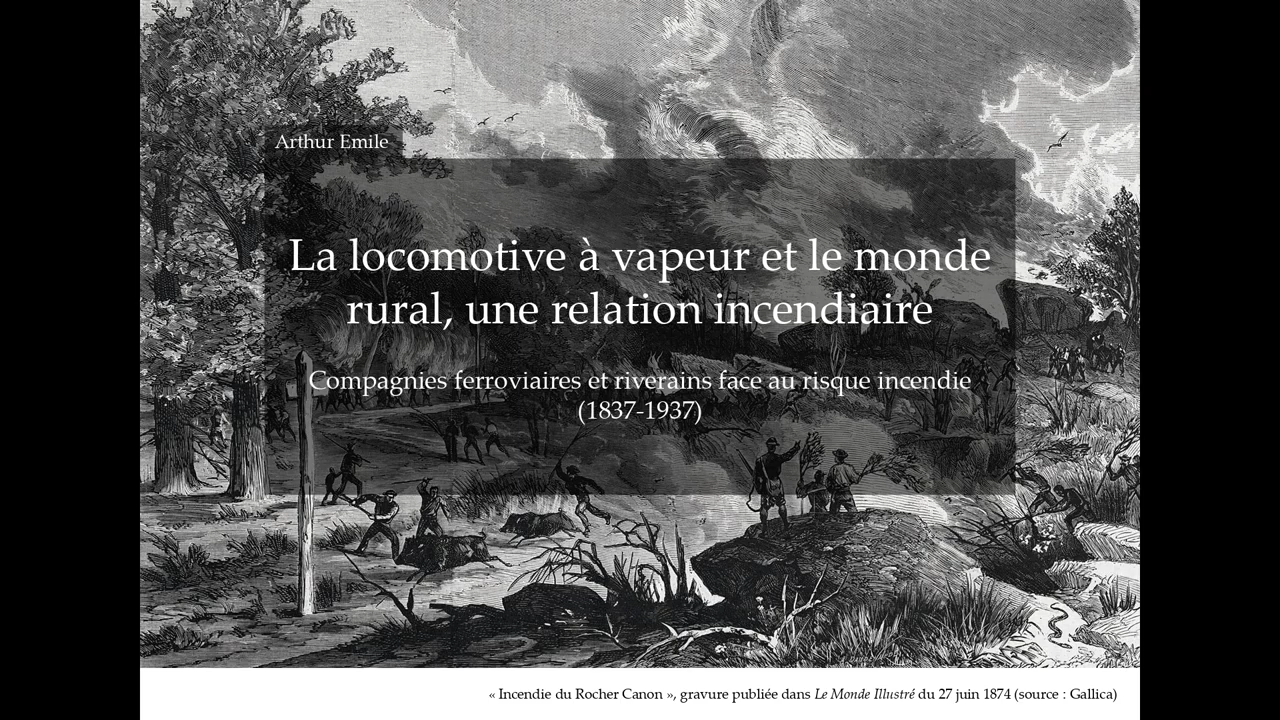 Arthur Emile
La locomotive à vapeur et le monde
rural, une relation incendiaire
Compagnies ferroviaires et riverains face au risque incendie
(1837-1937)
« Incendie du Rocher Canon », gravure publiée dans Le Monde Illustré du 27 juin 1874 (source : Gallica)